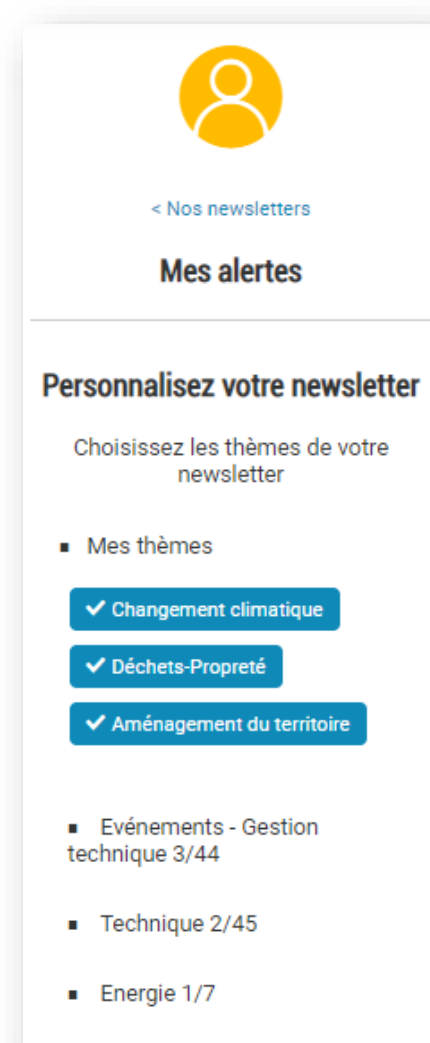 < Nos newsletters
Mes alertes
Personnalisez votre newsletter
Choisissez les thèmes de votre
newsletter
▪ Mes thèmes
✔ Changement climatique
✔ Déchets-Propreté
✔ Aménagement du territoire
▪ Evénements - Gestion
technique 3/44
▪ Technique 2/45
▪ Energie 1/7